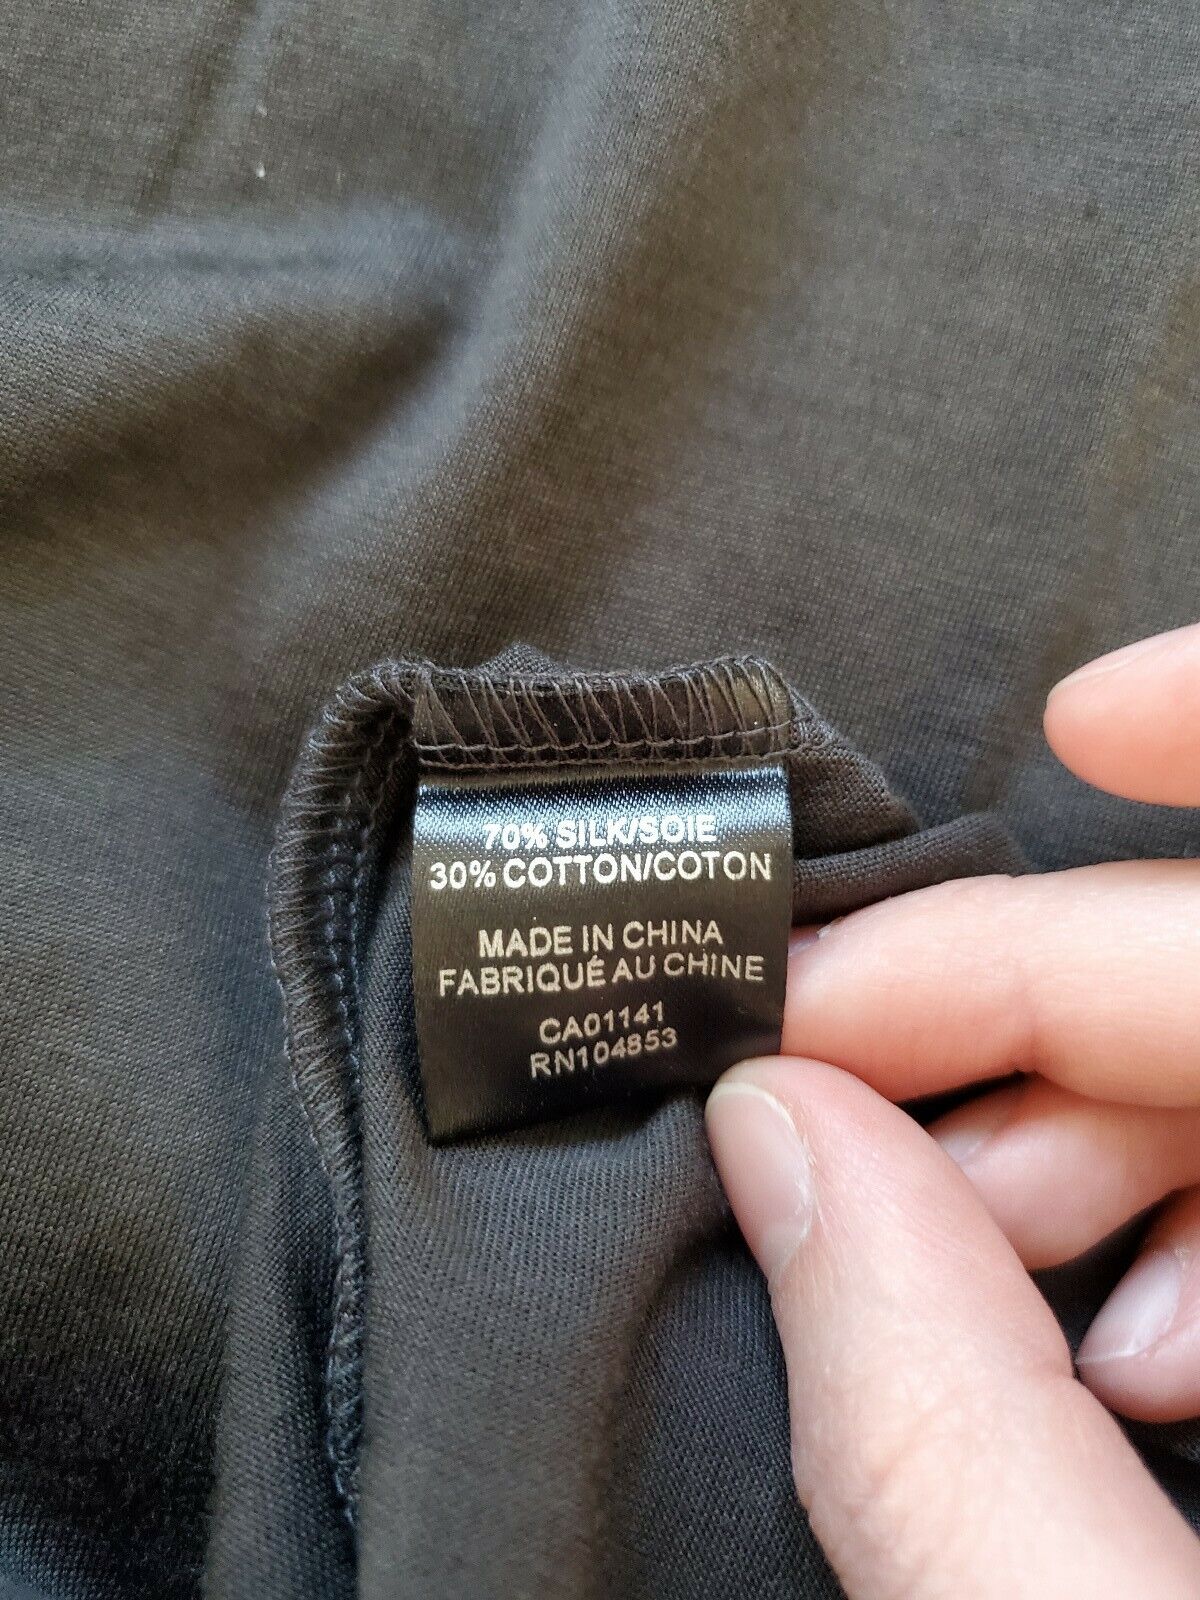 70% SILK/SOIE
30% COTTON/COTON
MADE IN CHINA
FABRIQUÉ AU CHINE
CA01141
RN104853